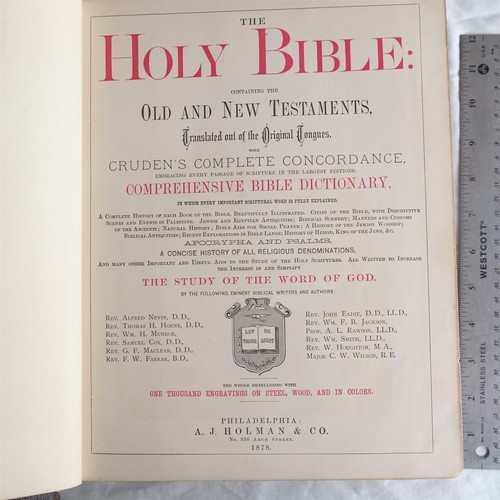 THE
HOLY BIBLE:
CONTAINING THE
OLD AND NEW TESTAMENTS,
Translated out of the Original Tongues,
WITH
CRUDEN'S COMPLETE CONCORDANCE,
EMBRACING EVERY PASSAGE OF SCRIPTURE IN THE LARGEST EDITIONS.
COMPREHENSIVE BIBLE DICTIONARY,
IN WHICH EVERY IMPORTANT SCRIPTURAL WORD IS FULLY EXPLAINED.
A COMPLETE HISTORY OF EACH BOOK OF THE BIBLE, BEAUTIFULLY ILLUSTRATED. CITIES OF THE BIBLE, WITH DESCRIPTIVE
SCENES AND EVENTS IN PALESTINE. JEWISH AND EGYPTIAN ANTIQUITIES; BIBLICAL SCENERY; MANNERS AND CUSTOMS
OF THE ANCIENTS; NATURAL HISTORY; BIBLE AIDS FOR SOCIAL PRAYER; A HISTORY OF THE JEWISH WORSHIP;
BIBLICAL ANTIQUITIES; RECENT EXPLORATIONS IN BIBLE LANDS; HISTORY OF HEROD, KING OF THE JEWS, &c.
APOCRYPHA AND PSALMS,
A CONCISE HISTORY OF ALL RELIGIOUS DENOMINATIONS,
AND MANY OTHER IMPORTANT AND USEFUL AIDS TO THE STUDY OF THE HOLY SCRIPTURES. ALL WRITTEN TO INCREASE
THE INTEREST IN AND SIMPLIFY
THE STUDY OF THE WORD OF GOD.
BY THE FOLLOWING EMINENT BIBLICAL WRITERS AND AUTHORS.
REV. ALFRED NEVIN, D.D.,
REV. THOMAS H. HORNE, D.D.,
REV. WM. H. MUNROE,
REV. SAMUEL COX, D.D.,
REV. G. F. MACLEAR, D.D.,
REV. F. W. FARRAR, B.D.,
LET THERE
BE LIGHT
REV. JOHN EADIE, D.D., LL.D.,
REV. WM. F. B. JACKSON,
PROF. A. L. RAWSON, LL.D.,
REV. WM. SMITH, LL.D.,
REV. W. HOUGHTON, M.A.,
MAJOR C. W. WILSON, R.E.
THE WHOLE EMBELLISHED WITH
ONE THOUSAND ENGRAVINGS ON STEEL, WOOD, AND IN COLORS.
PHILADELPHIA:
A. J. HOLMAN & CO.
No. 930 ARCH STREET.
1878.
WESTCOTT
STAINLESS STEEL
12
11